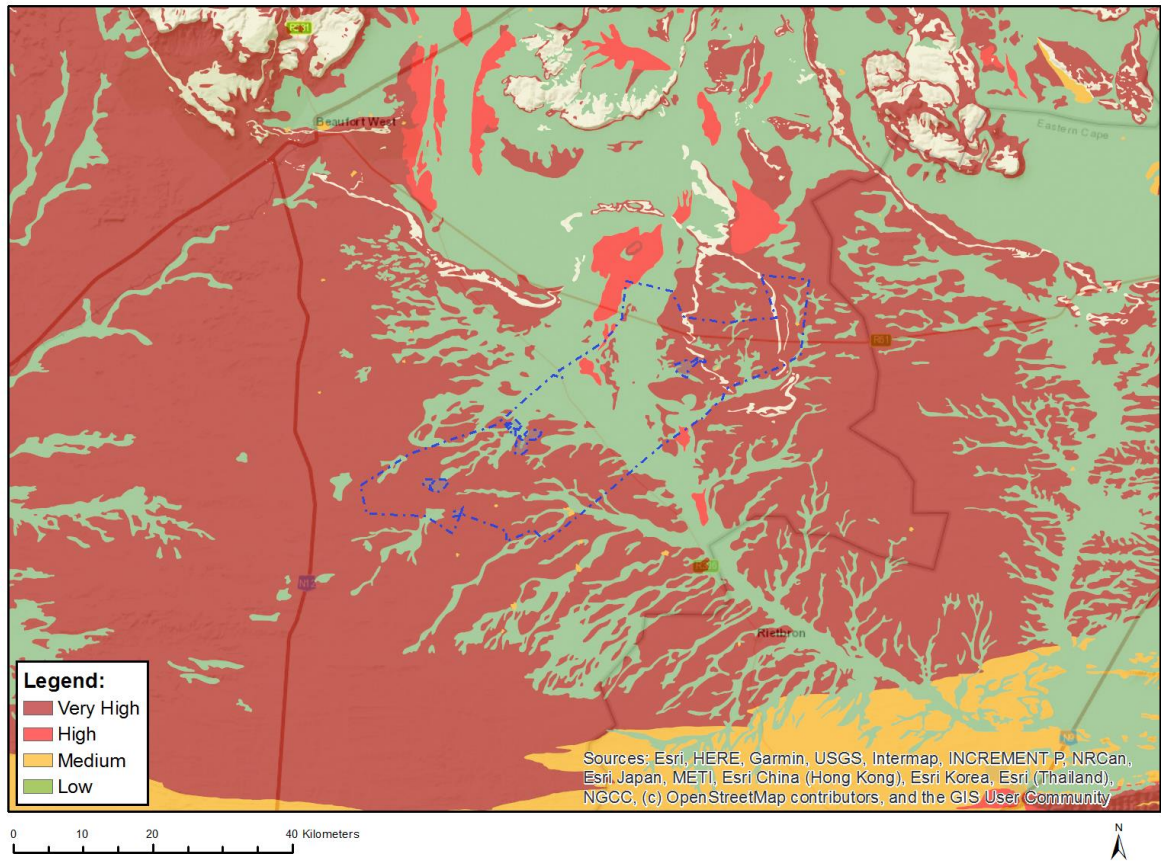 Beaufort West
Eastern Cape
R61
N12
Rietbron
Legend:
Very High
High
Medium
Low
Sources: Esri, HERE, Garmin, USGS, Intermap, INCREMENT P, NRCan,
Esri Japan, METI, Esri China (Hong Kong), Esri Korea, Esri (Thailand),
NGCC, (c) OpenStreetMap contributors, and the GIS User Community
0 10 20 40 Kilometers
N